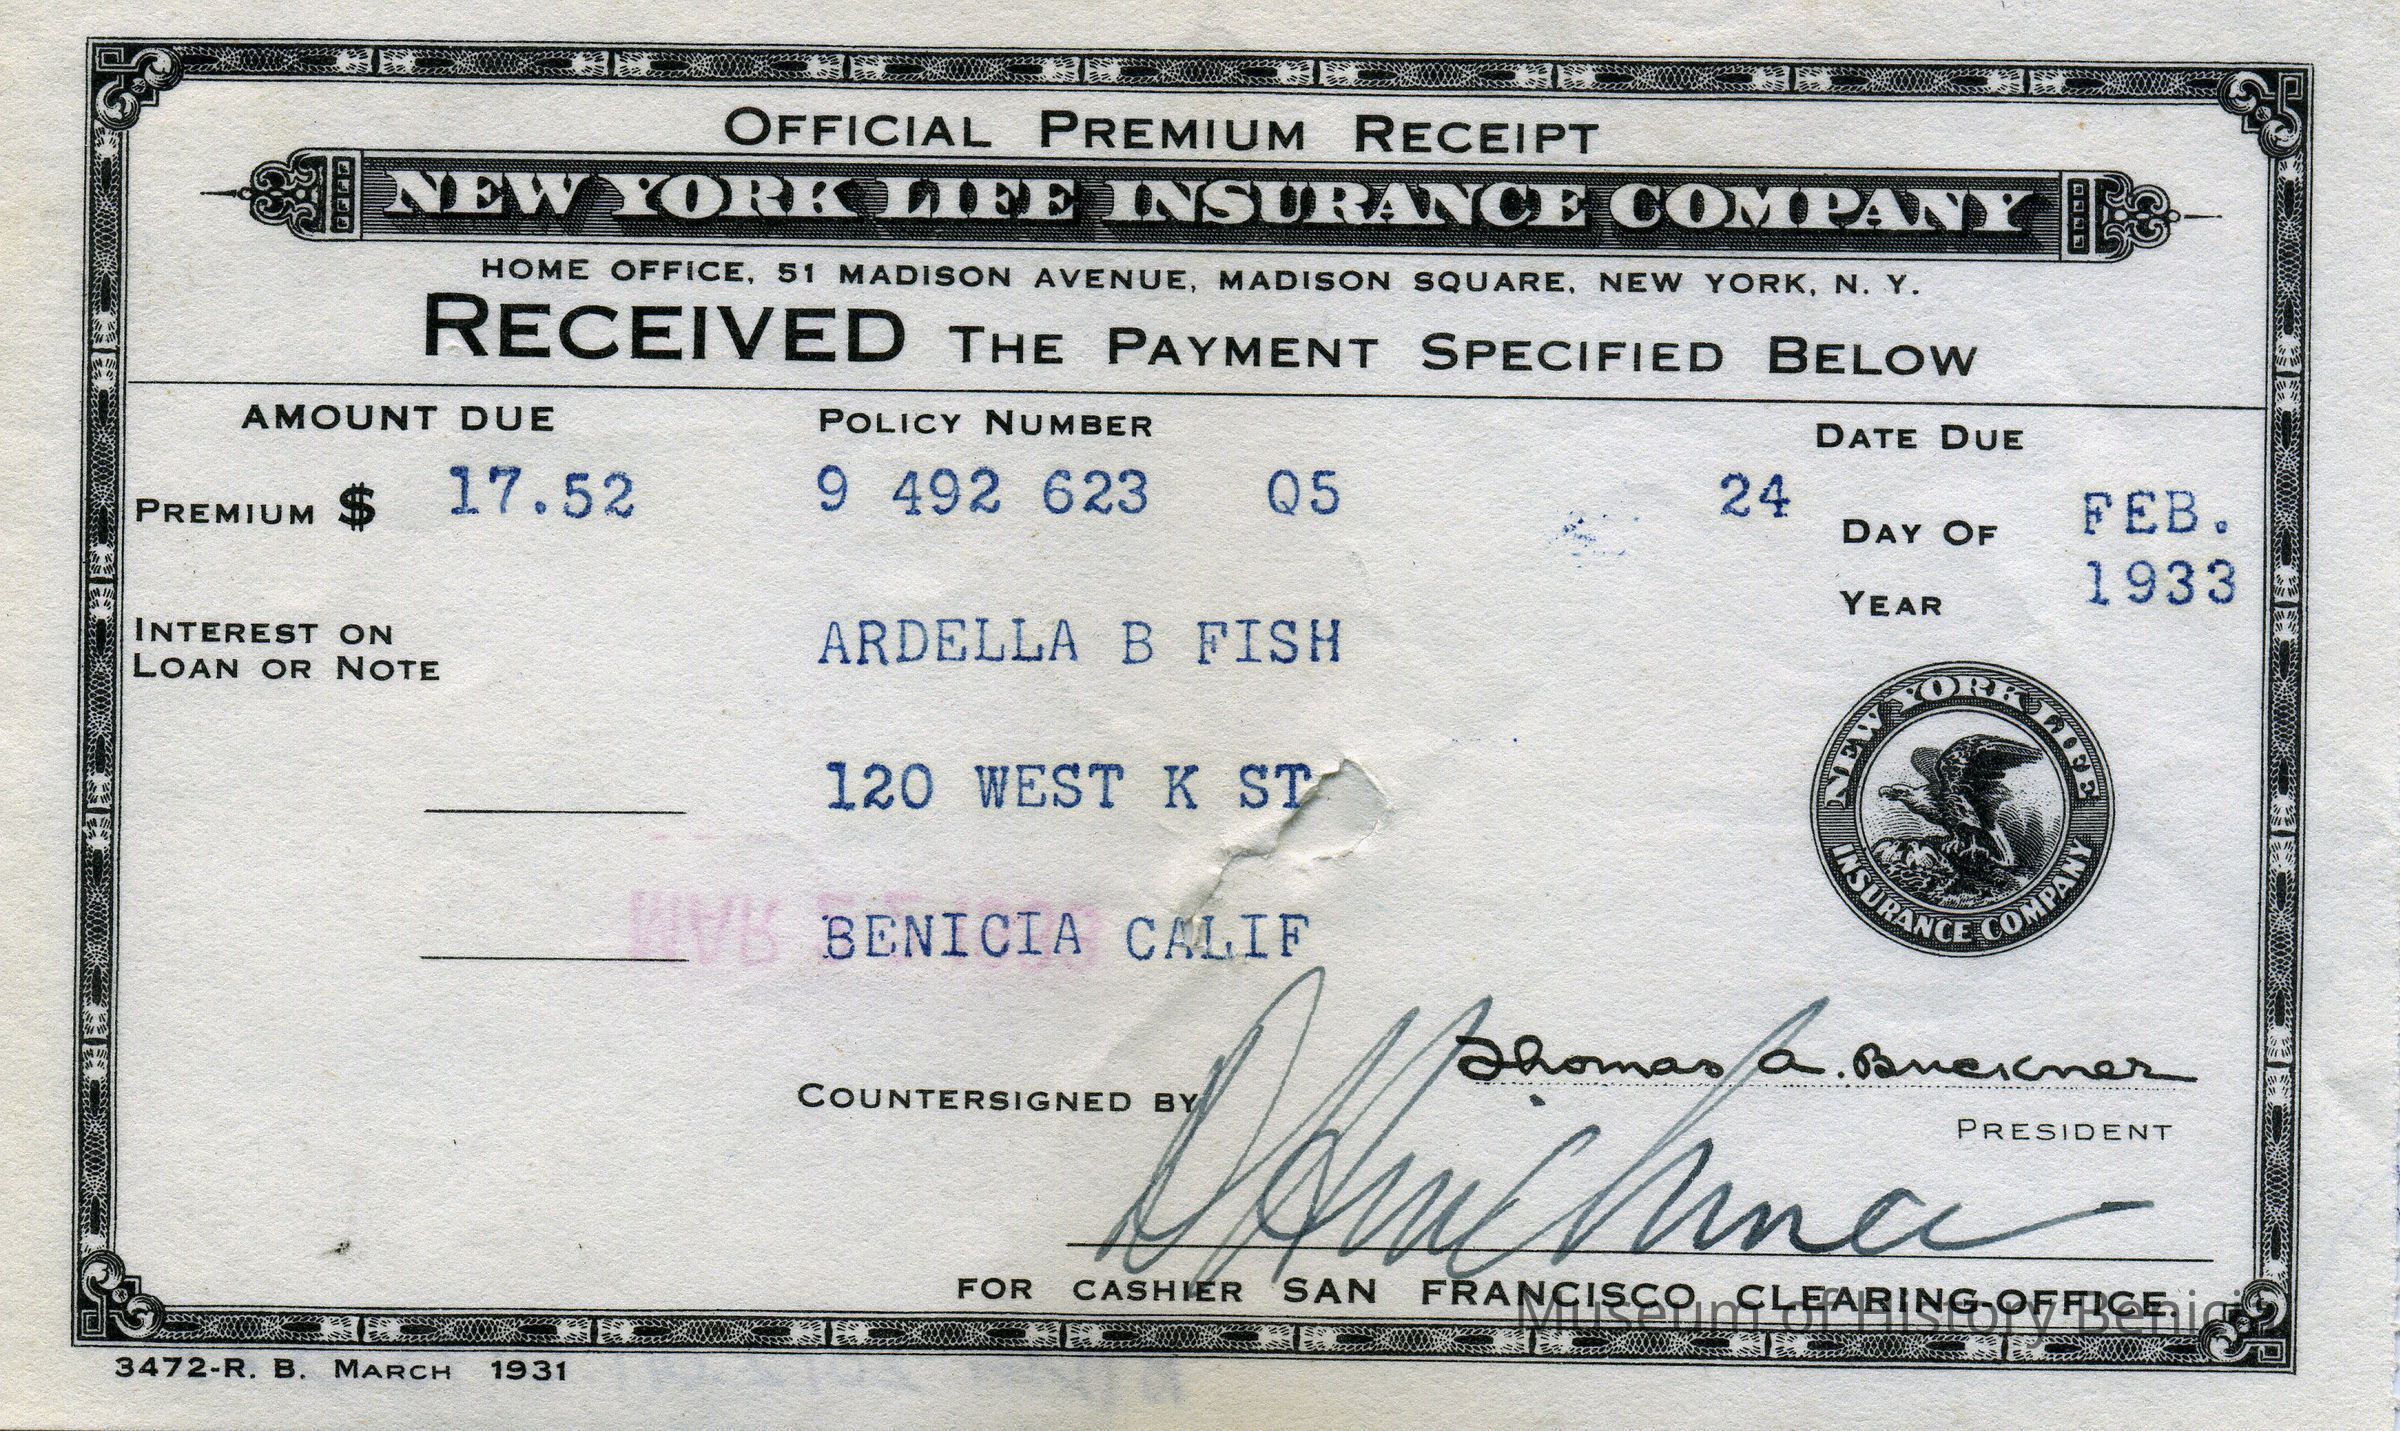 OFFICIAL PREMIUM RECEIPT
NEW YORK LIFE INSURANCE COMPANY
HOME OFFICE, 51 MADISON AVENUE, MADISON SQUARE, NEW YORK, N. Y.
RECEIVED THE PAYMENT SPECIFIED BELOW
AMOUNT DUE POLICY NUMBER DATE DUE
PREMIUM $ 17.52 9 492 623 Q5 24 DAY OF FEB.
YEAR 1933
INTEREST ON
LOAN OR NOTE
ARDELLA B FISH
120 WEST K ST
BENICIA CALIF
NEW YORK LIFE
INSURANCE COMPANY
Thomas A. Buckner
COUNTERSIGNED BY
PRESIDENT
FOR CASHIER SAN FRANCISCO CLEARING-OFFICE
Museum of History Benicia
3472-R. B. MARCH 1931